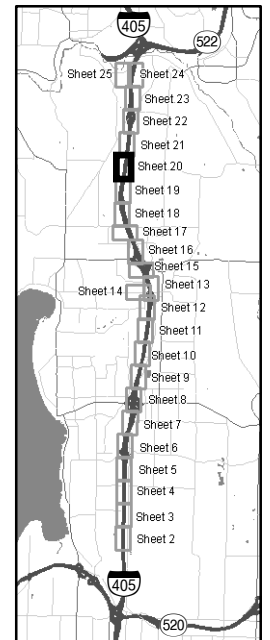 405
522
Sheet 25 Sheet 24
Sheet 23
Sheet 22
Sheet 21
Sheet 20
Sheet 19
Sheet 18
Sheet 17
Sheet 16
Sheet 15
Sheet 13
Sheet 14
Sheet 12
Sheet 11
Sheet 10
Sheet 9
Sheet 8
Sheet 7
Sheet 6
Sheet 5
Sheet 4
Sheet 3
Sheet 2
405
520